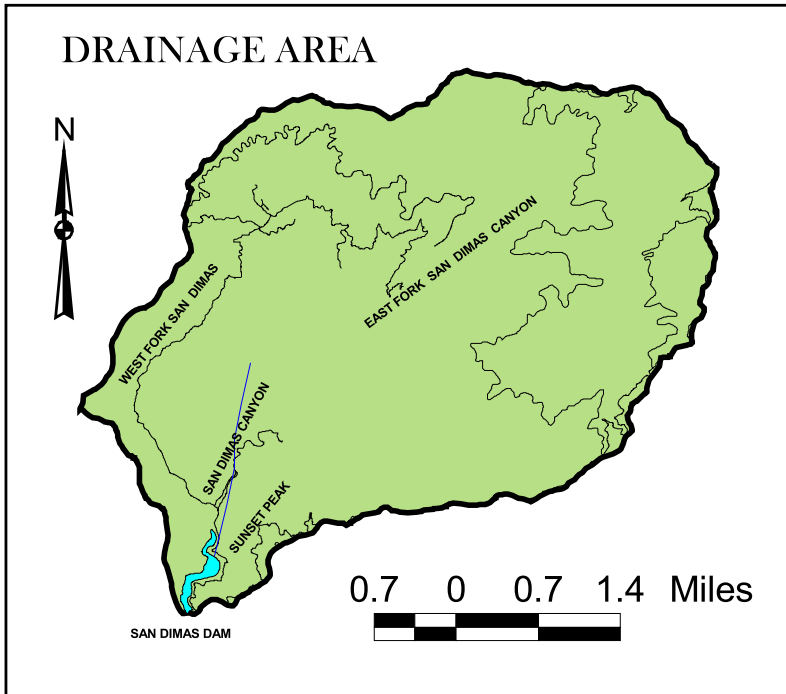 DRAINAGE AREA
N
WEST FORK SAN DIMAS
EAST FORK SAN DIMAS CANYON
SAN DIMAS CANYON
SUNSET PEAK
SAN DIMAS DAM
0.7 0 0.7 1.4 Miles